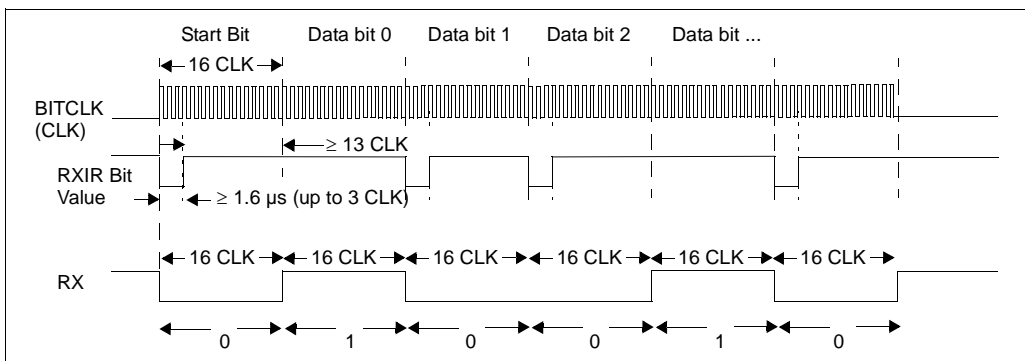 Start Bit Data bit 0 Data bit 1 Data bit 2 Data bit ...
16 CLK
BITCLK
(CLK)
≥ 13 CLK
RXIR Bit
Value
≥ 1.6 µs (up to 3 CLK)
16 CLK 16 CLK 16 CLK 16 CLK 16 CLK 16 CLK
RX
0 1 0 0 1 0